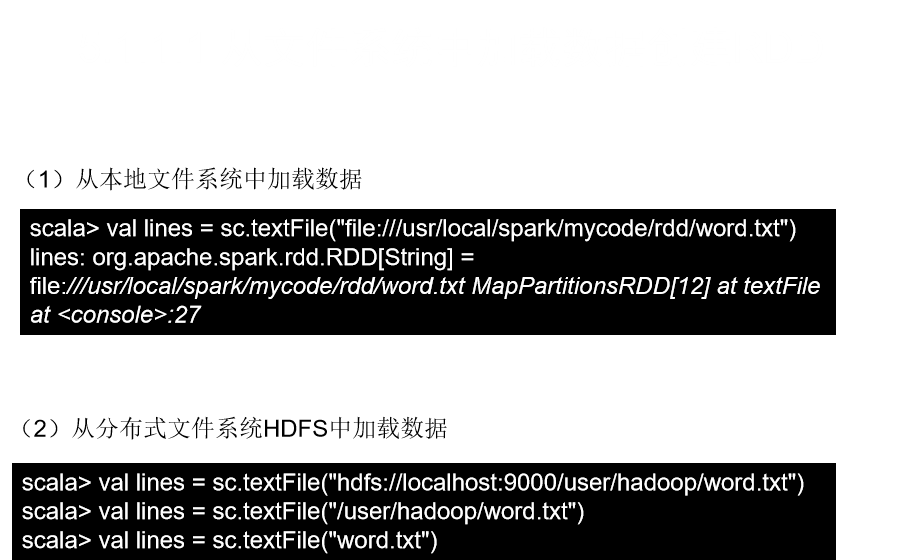 （1）从本地文件系统中加载数据
scala> val lines = sc.textFile("file:///usr/local/spark/mycode/rdd/word.txt")
lines: org.apache.spark.rdd.RDD[String] =
file:///usr/local/spark/mycode/rdd/word.txt MapPartitionsRDD[12] at textFile
at <console>:27
（2）从分布式文件系统HDFS中加载数据
scala> val lines = sc.textFile("hdfs://localhost:9000/user/hadoop/word.txt")
scala> val lines = sc.textFile("/user/hadoop/word.txt")
scala> val lines = sc.textFile("word.txt")